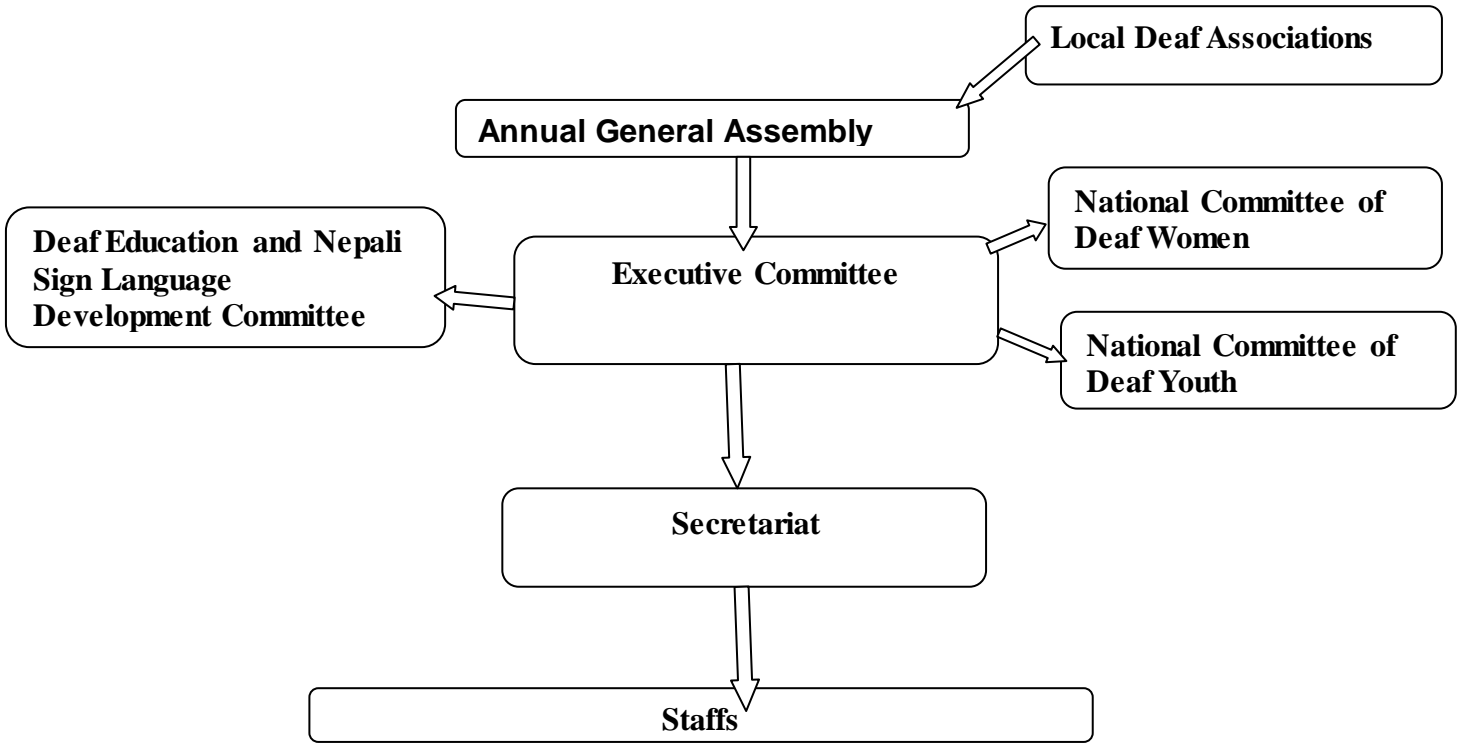 Local Deaf Associations
Annual General Assembly
National Committee of
Deaf Women
Deaf Education and Nepali
Sign Language
Development Committee
Executive Committee
National Committee of
Deaf Youth
Secretariat
Staffs